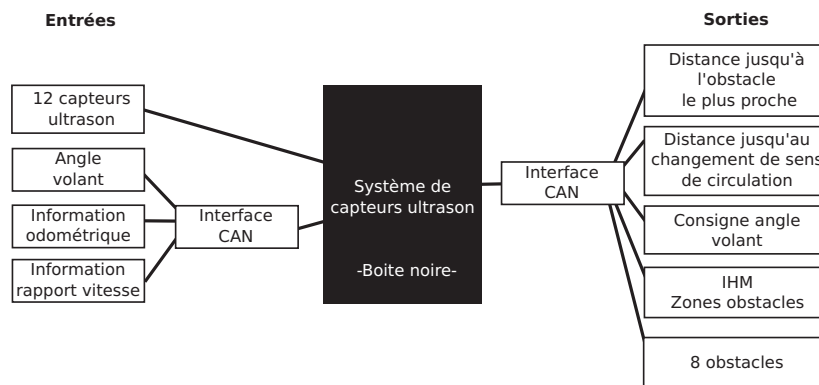 Entrées
Sorties
12 capteurs
ultrason
Angle
volant
Information
odométrique
Information
rapport vitesse
Interface
CAN
Système de
capteurs ultrason
-Boite noire-
Interface
CAN
Distance jusqu'à
l'obstacle
le plus proche
Distance jusqu'au
changement de sens
de circulation
Consigne angle
volant
IHM
Zones obstacles
8 obstacles